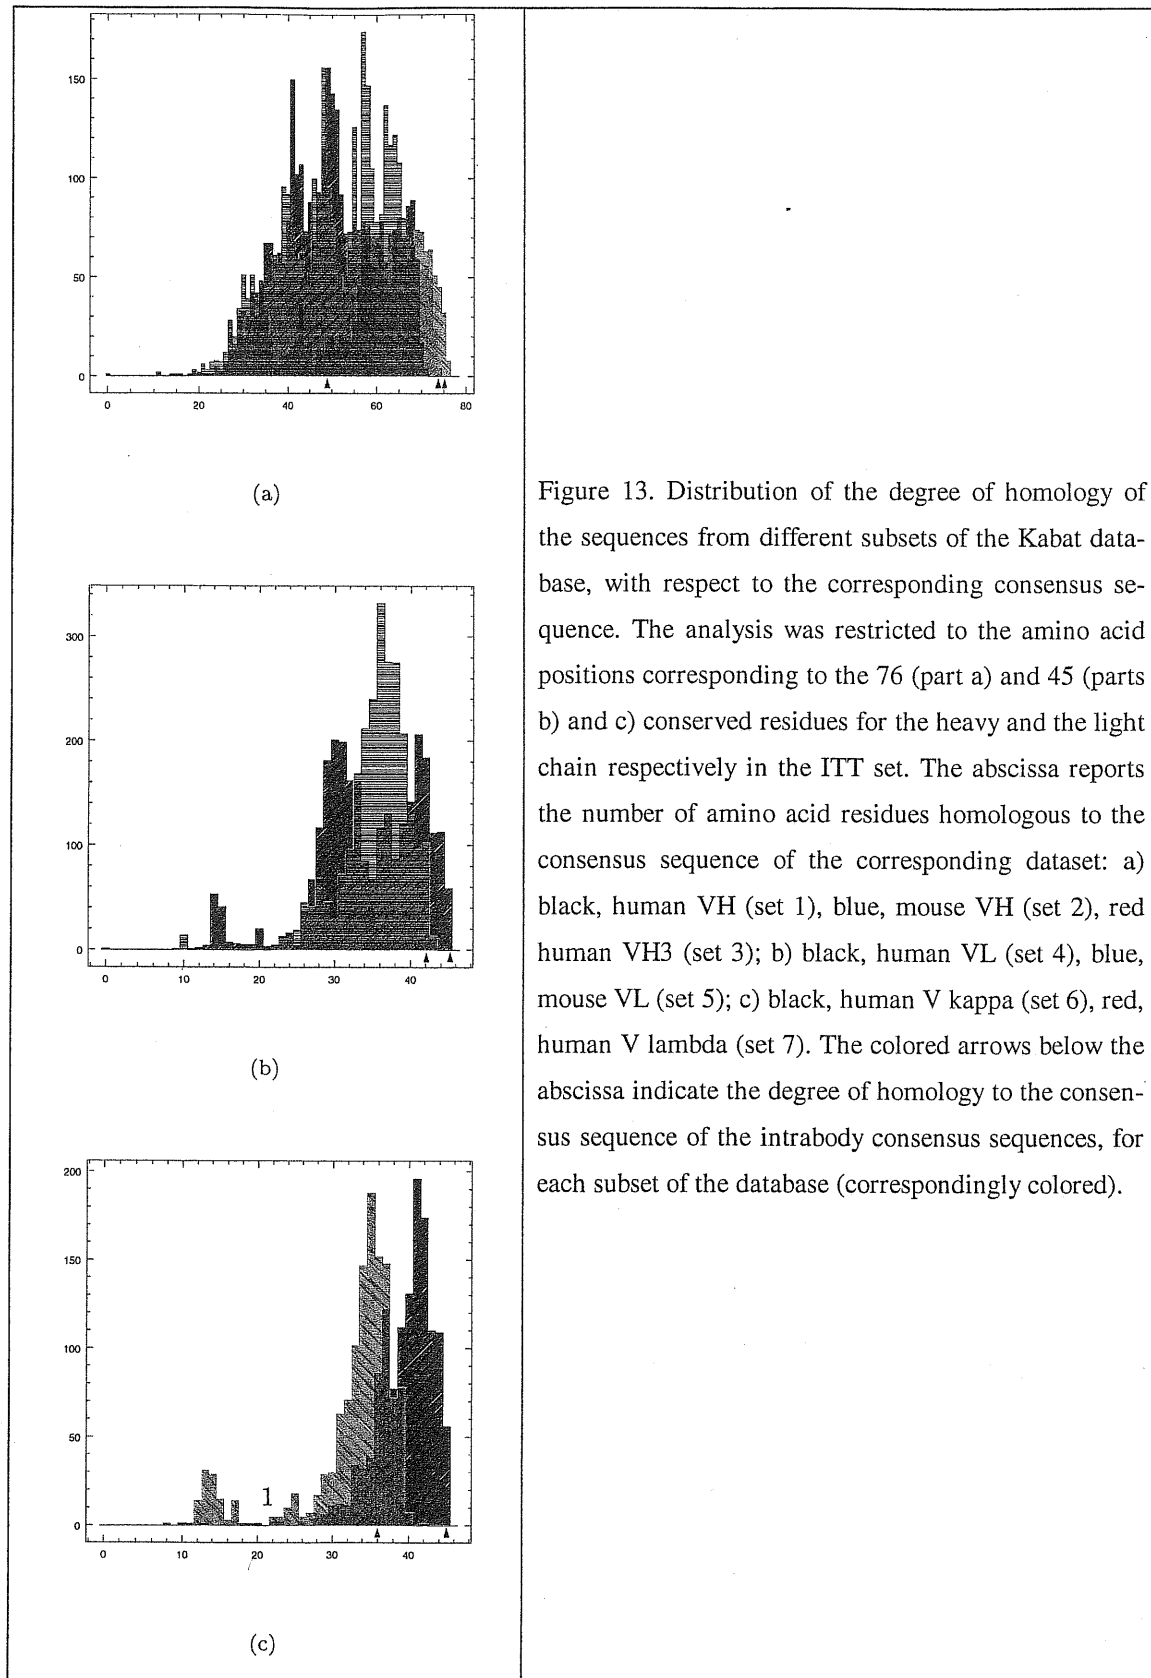 150
100
50
0
0 20 40 60 80
(a)
300
200
100
0
0 10 20 30 40
(b)
200
150
100
50
0
1
0 10 20 30 40
(c)
Figure 13. Distribution of the degree of homology of
the sequences from different subsets of the Kabat data-
base, with respect to the corresponding consensus se-
quence. The analysis was restricted to the amino acid
positions corresponding to the 76 (part a) and 45 (parts
b) and c) conserved residues for the heavy and the light
chain respectively in the ITT set. The abscissa reports
the number of amino acid residues homologous to the
consensus sequence of the corresponding dataset: a)
black, human VH (set 1), blue, mouse VH (set 2), red
human VH3 (set 3); b) black, human VL (set 4), blue,
mouse VL (set 5); c) black, human V kappa (set 6), red,
human V lambda (set 7). The colored arrows below the
abscissa indicate the degree of homology to the consen-
sus sequence of the intrabody consensus sequences, for
each subset of the database (correspondingly colored).